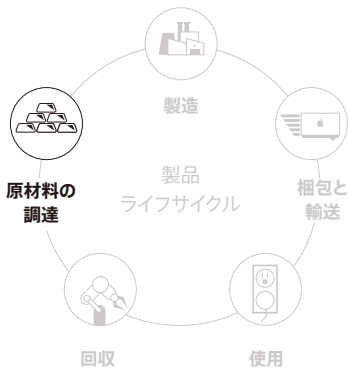 製造
原材料の
調達
製品
ライフサイクル
梱包と
輸送
回収
使用